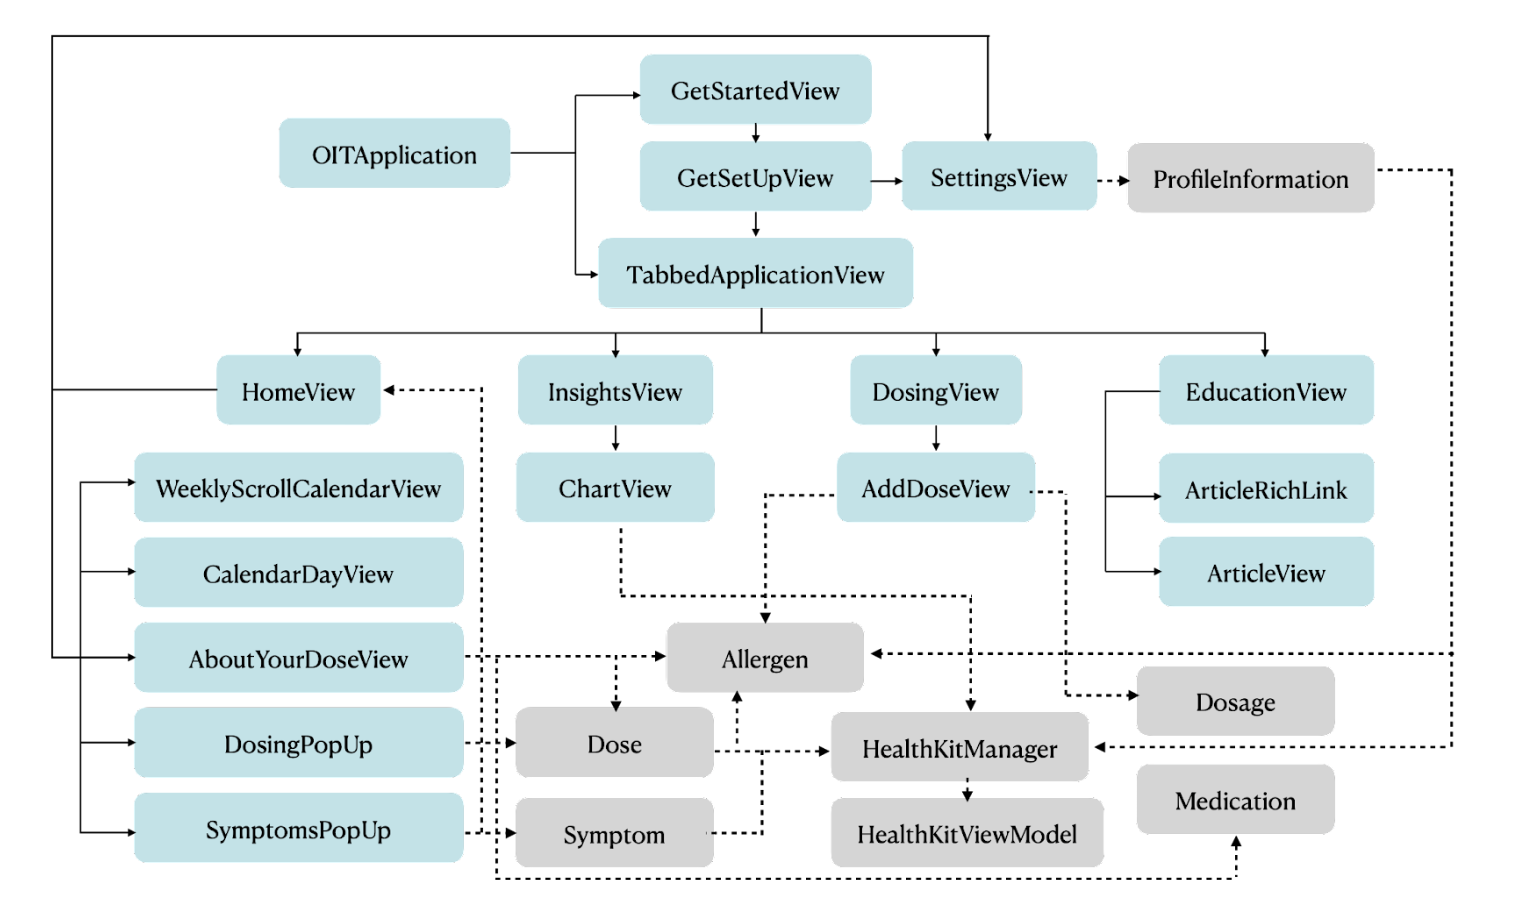 GetStartedView
OITApplication
GetSetUpView
SettingsView
ProfileInformation
TabbedApplicationView
HomeView
InsightsView
DosingView
EducationView
WeeklyScrollCalendarView
ChartView
AddDoseView
ArticleRichLink
CalendarDayView
ArticleView
AboutYourDoseView
Allergen
Dosage
DosingPopUp
Dose
HealthKitManager
Medication
SymptomsPopUp
Symptom
HealthKitViewModel